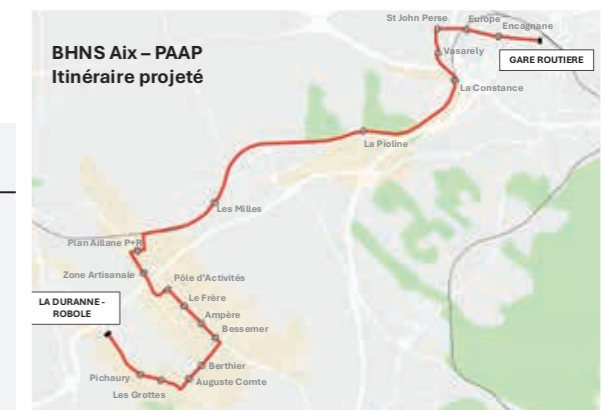 BHNS Aix – PAAP
Itinéraire projeté
St John Perse
Europe
Encagnane
GARE ROUTIERE
Vasarely
La Constance
La Pioline
Les Milles
Plan Aillane P+R
Zone Artisanale
Pôle d'Activités
Le Frère
Ampère
Bessemer
LA DURANNE -
ROBOLE
Berthier
Pichaury
Auguste Comte
Les Grottes